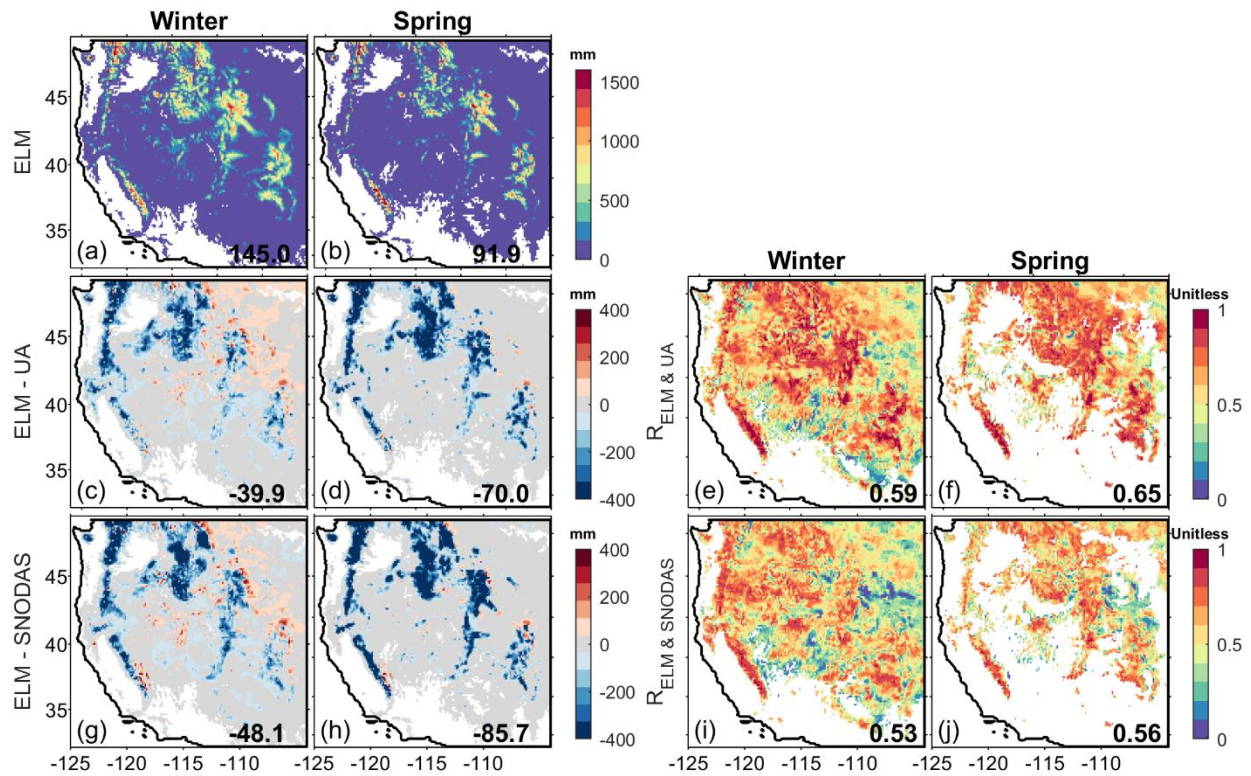 Winter Spring
mm
1500
1000
500
0
ELM
45
40
35
(a) 145.0
(b) 91.9
Winter Spring
mm
400
200
0
-200
-400
ELM - UA
45
40
35
(c) -39.9
(d) -70.0
Unitless
1
0.5
0
R ELM & UA
(e) 0.59
(f) 0.65
mm
400
200
0
-200
-400
ELM - SNODAS
45
40
35
(g) -48.1
(h) -85.7
Unitless
1
0.5
0
R ELM & SNODAS
(i) 0.53
(j) 0.56
-125 -120 -115 -110 -125 -120 -115 -110
-125 -120 -115 -110 -125 -120 -115 -110